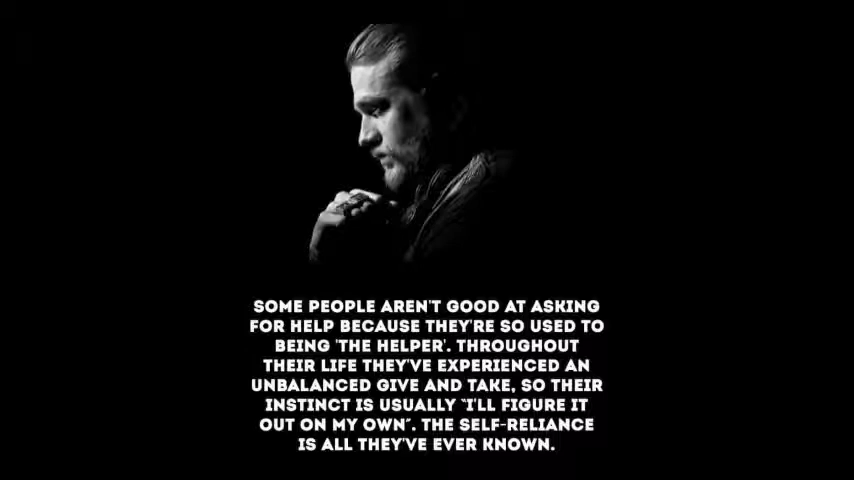 SOME PEOPLE AREN'T GOOD AT ASKING
FOR HELP BECAUSE THEY'RE SO USED TO
BEING 'THE HELPER'. THROUGHOUT
THEIR LIFE THEY'VE EXPERIENCED AN
UNBALANCED GIVE AND TAKE, SO THEIR
INSTINCT IS USUALLY "I'LL FIGURE IT
OUT ON MY OWN". THE SELF-RELIANCE
IS ALL THEY'VE EVER KNOWN.